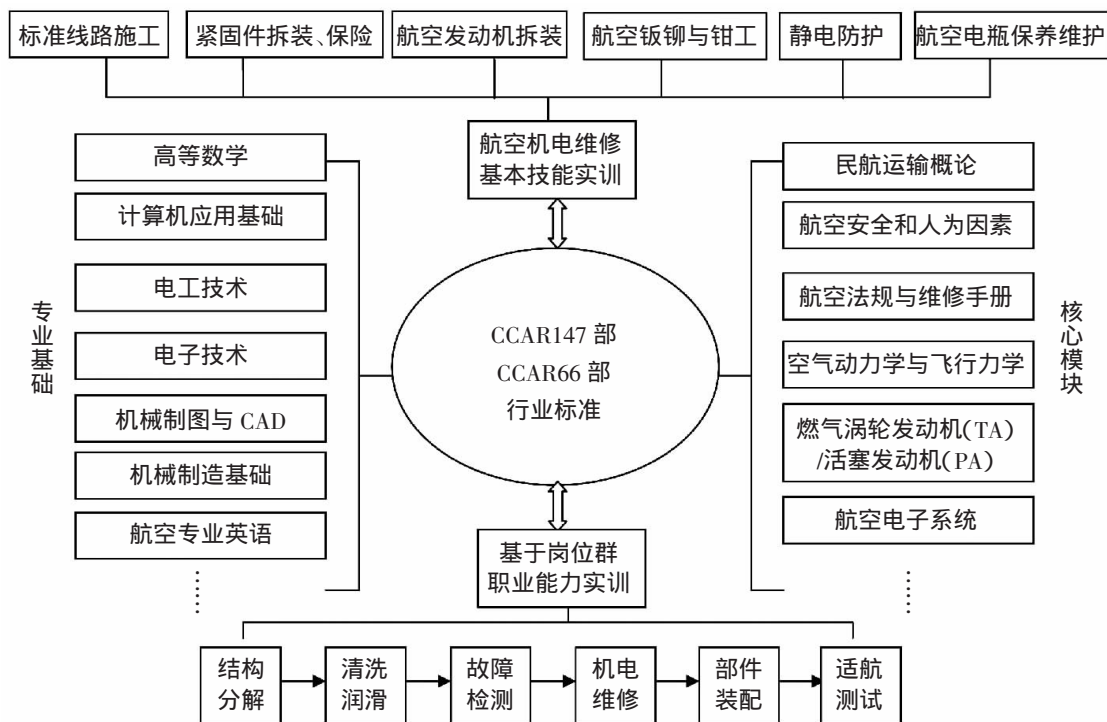 标准线路施工
紧固件拆装、保险
航空发动机拆装
航空钣铆与钳工
静电防护
航空电瓶保养维护
航空机电维修
基本技能实训
专业基础
高等数学
计算机应用基础
电工技术
电子技术
机械制图与 CAD
机械制造基础
航空专业英语
……
CCAR147 部
CCAR66 部
行业标准
民航运输概论
航空安全和人为因素
航空法规与维修手册
空气动力学与飞行力学
燃气涡轮发动机(TA)
/活塞发动机(PA)
航空电子系统
……
核心模块
基于岗位群
职业能力实训
结构
分解
清洗
润滑
故障
检测
机电
维修
部件
装配
适航
测试